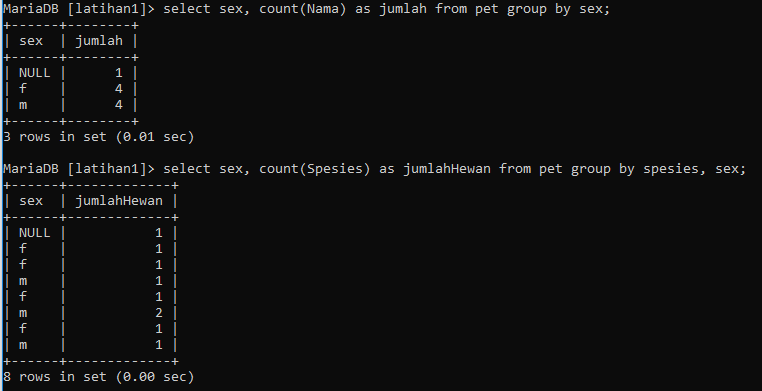 MariaDB [latihan1]> select sex, count(Nama) as jumlah from pet group by sex;
+------+--------+
| sex  | jumlah |
+------+--------+
| NULL |      1 |
| f    |      4 |
| m    |      4 |
+------+--------+
3 rows in set (0.01 sec)
MariaDB [latihan1]> select sex, count(Spesies) as jumlahHewan from pet group by spesies, sex;
+------+-------------+
| sex  | jumlahHewan |
+------+-------------+
| NULL |           1 |
| f    |           1 |
| f    |           1 |
| m    |           1 |
| f    |           1 |
| m    |           2 |
| f    |           1 |
| m    |           1 |
+------+-------------+
8 rows in set (0.00 sec)